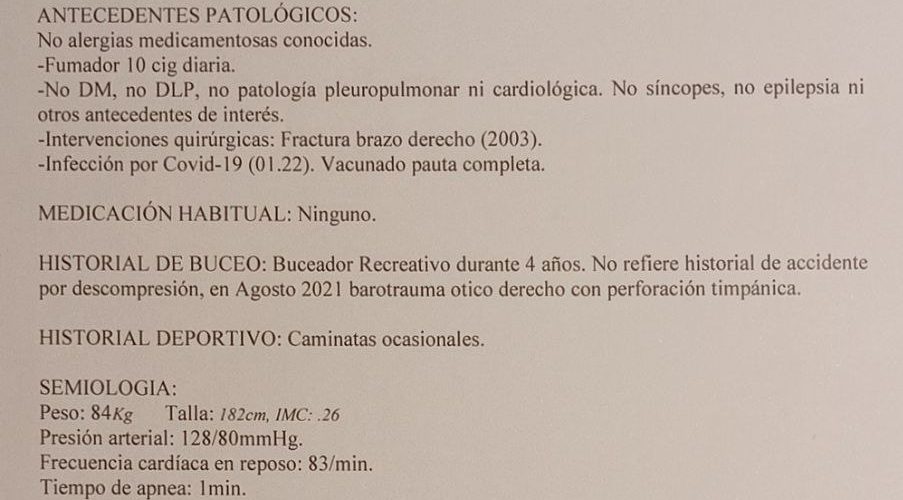 ANTECEDENTES PATOLÓGICOS:
No alergias medicamentosas conocidas.
-Fumador 10 cig diaria.
-No DM, no DLP, no patología pleuropulmonar ni cardiológica. No síncopes, no epilepsia ni
otros antecedentes de interés.
-Intervenciones quirúrgicas: Fractura brazo derecho (2003).
-Infección por Covid-19 (01.22). Vacunado pauta completa.
MEDICACIÓN HABITUAL: Ninguno.
HISTORIAL DE BUCEO: Buceador Recreativo durante 4 años. No refiere historial de accidente
por descompresión, en Agosto 2021 barotrauma otico derecho con perforación timpánica.
HISTORIAL DEPORTIVO: Caminatas ocasionales.
SEMIOLOGIA:
Peso: 84Kg Talla: 182cm, IMC: .26
Presión arterial: 128/80mmHg.
Frecuencia cardíaca en reposo: 83/min.
Tiempo de apnea: 1min.